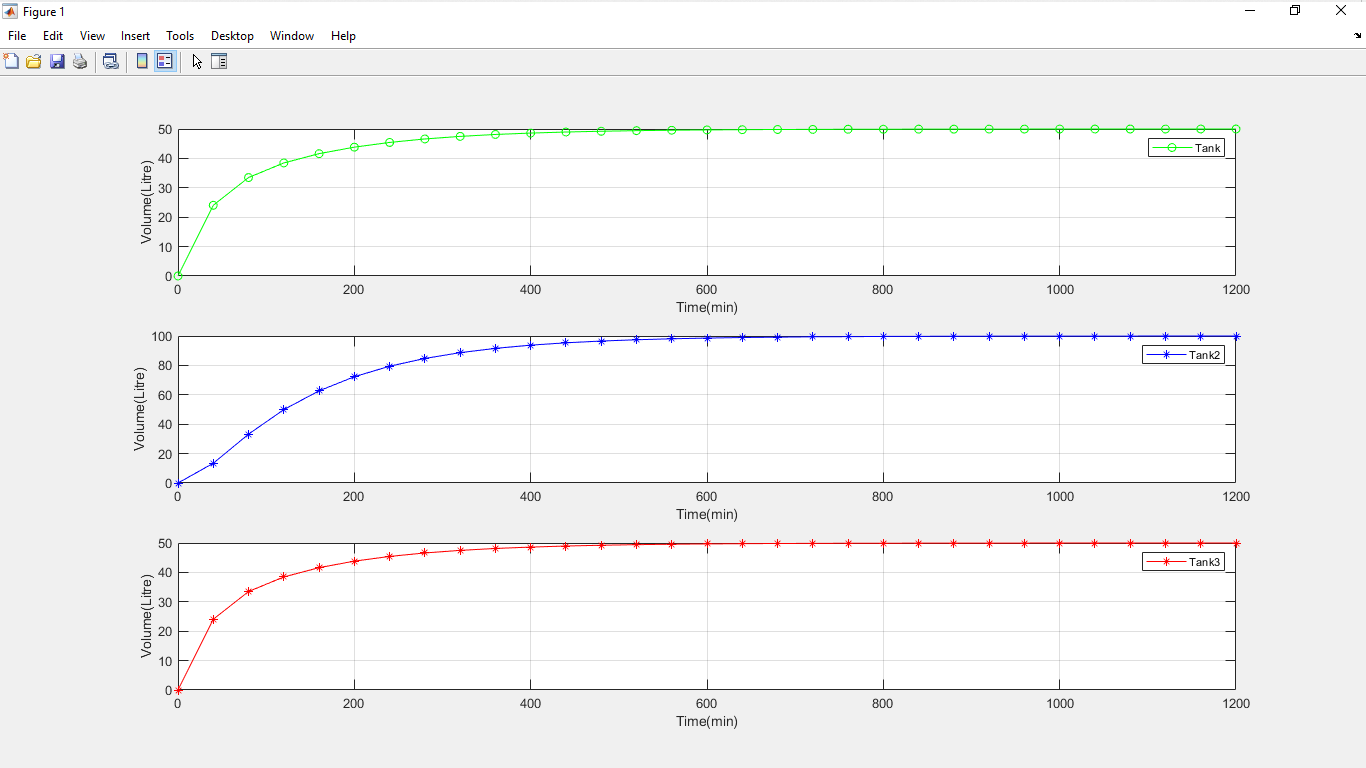 Figure 1
File Edit View Insert Tools Desktop Window Help
50
40
30
20
10
0
Volume(Litre)
Tank
0 200 400 600 800 1000 1200
Time(min)
100
80
60
40
20
0
Volume(Litre)
Tank2
0 200 400 600 800 1000 1200
Time(min)
50
40
30
20
10
0
Volume(Litre)
Tank3
0 200 400 600 800 1000 1200
Time(min)